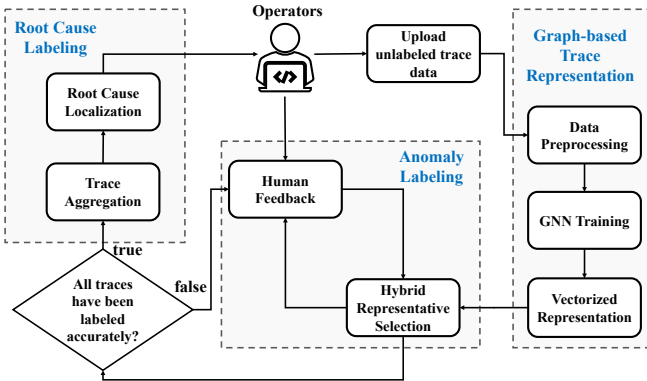 Operators
Root Cause
Labeling
Root Cause
Localization
Trace
Aggregation
true
All traces
have been
labeled
accurately?
false
Upload
unlabeled trace
data
Anomaly
Labeling
Human
Feedback
Hybrid
Representative
Selection
Graph-based
Trace
Representation
Data
Preprocessing
GNN Training
Vectorized
Representation